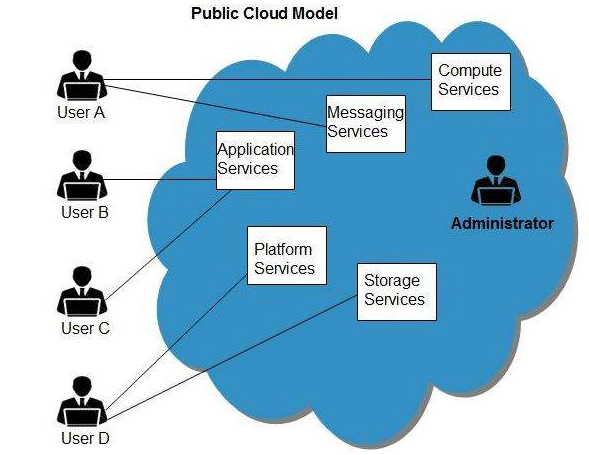 Public Cloud Model
Compute
Services
User A
Messaging
Services
Application
Services
User B
Administrator
Platform
Services
Storage
Services
User C
User D